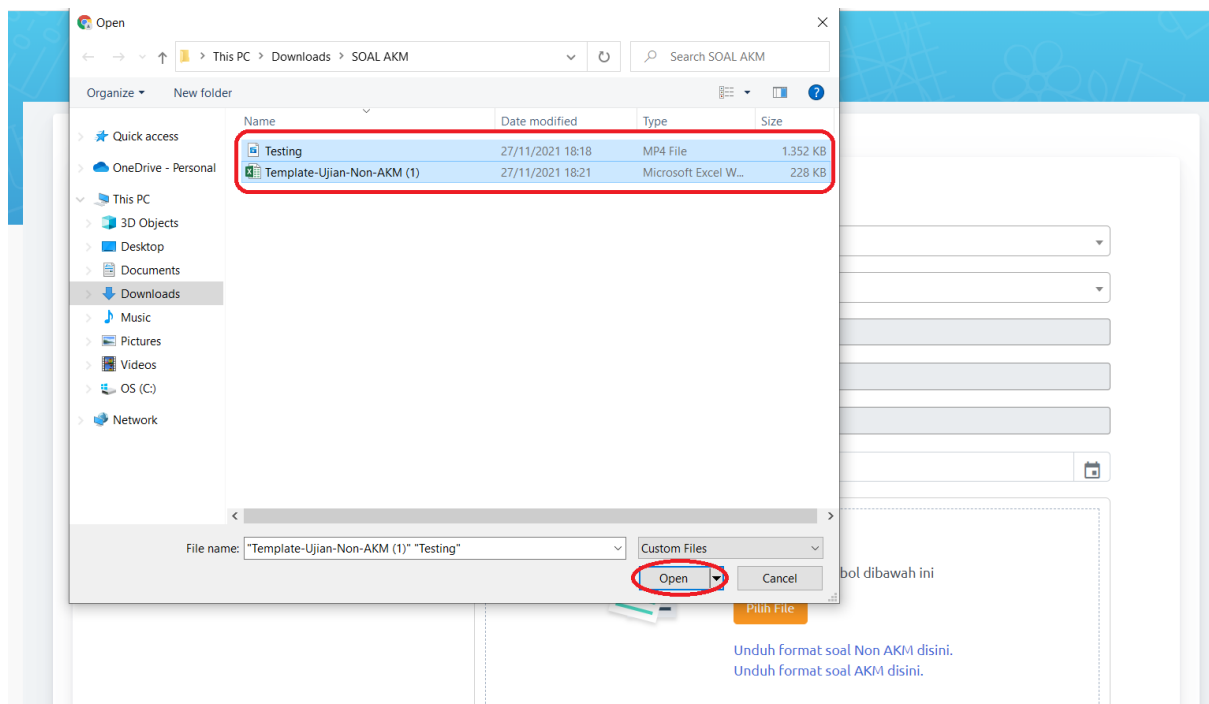 Open
This PC > Downloads > SOAL AKM
Search SOAL AKM
Organize
New folder
Name
Date modified
Type
Size
Quick access
OneDrive - Personal
This PC
3D Objects
Desktop
Documents
Downloads
Music
Pictures
Videos
OS (C:)
Network
Testing 27/11/2021 18:18 MP4 File 1.352 KB
Template-Ujian-Non-AKM (1) 27/11/2021 18:21 Microsoft Excel W... 228 KB
File name: "Template-Ujian-Non-AKM (1)" "Testing"
Custom Files
Open
Cancel
bol dibawah ini
Pilih File
Unduh format soal Non AKM disini.
Unduh format soal AKM disini.